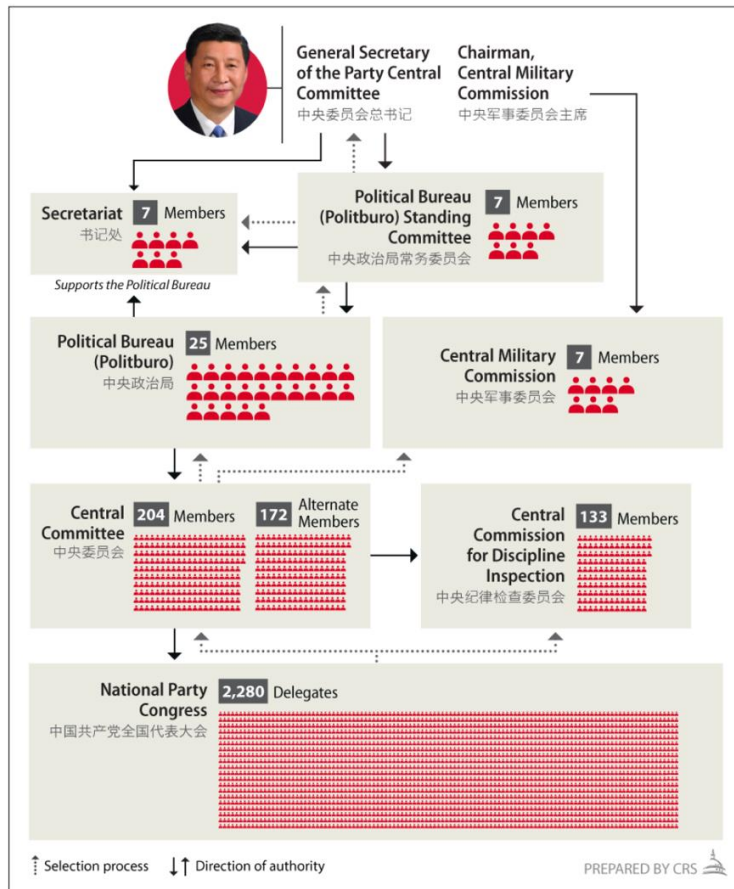 General Secretary
of the Party Central
Committee
中央委员会总书记
Chairman,
Central Military
Commission
中央军事委员会主席
Secretariat
书记处
7 Members
Supports the Political Bureau
Political Bureau
(Politburo) Standing
Committee
中央政治局常务委员会
7 Members
Political Bureau
(Politburo)
中央政治局
25 Members
Central Military
Commission
中央军事委员会
7 Members
Central
Committee
中央委员会
204 Members
172 Alternate
Members
Central
Commission
for Discipline
Inspection
中央纪律检查委员会
133 Members
National Party
Congress
中国共产党全国代表大会
2,280 Delegates
Selection process
Direction of authority
PREPARED BY CRS